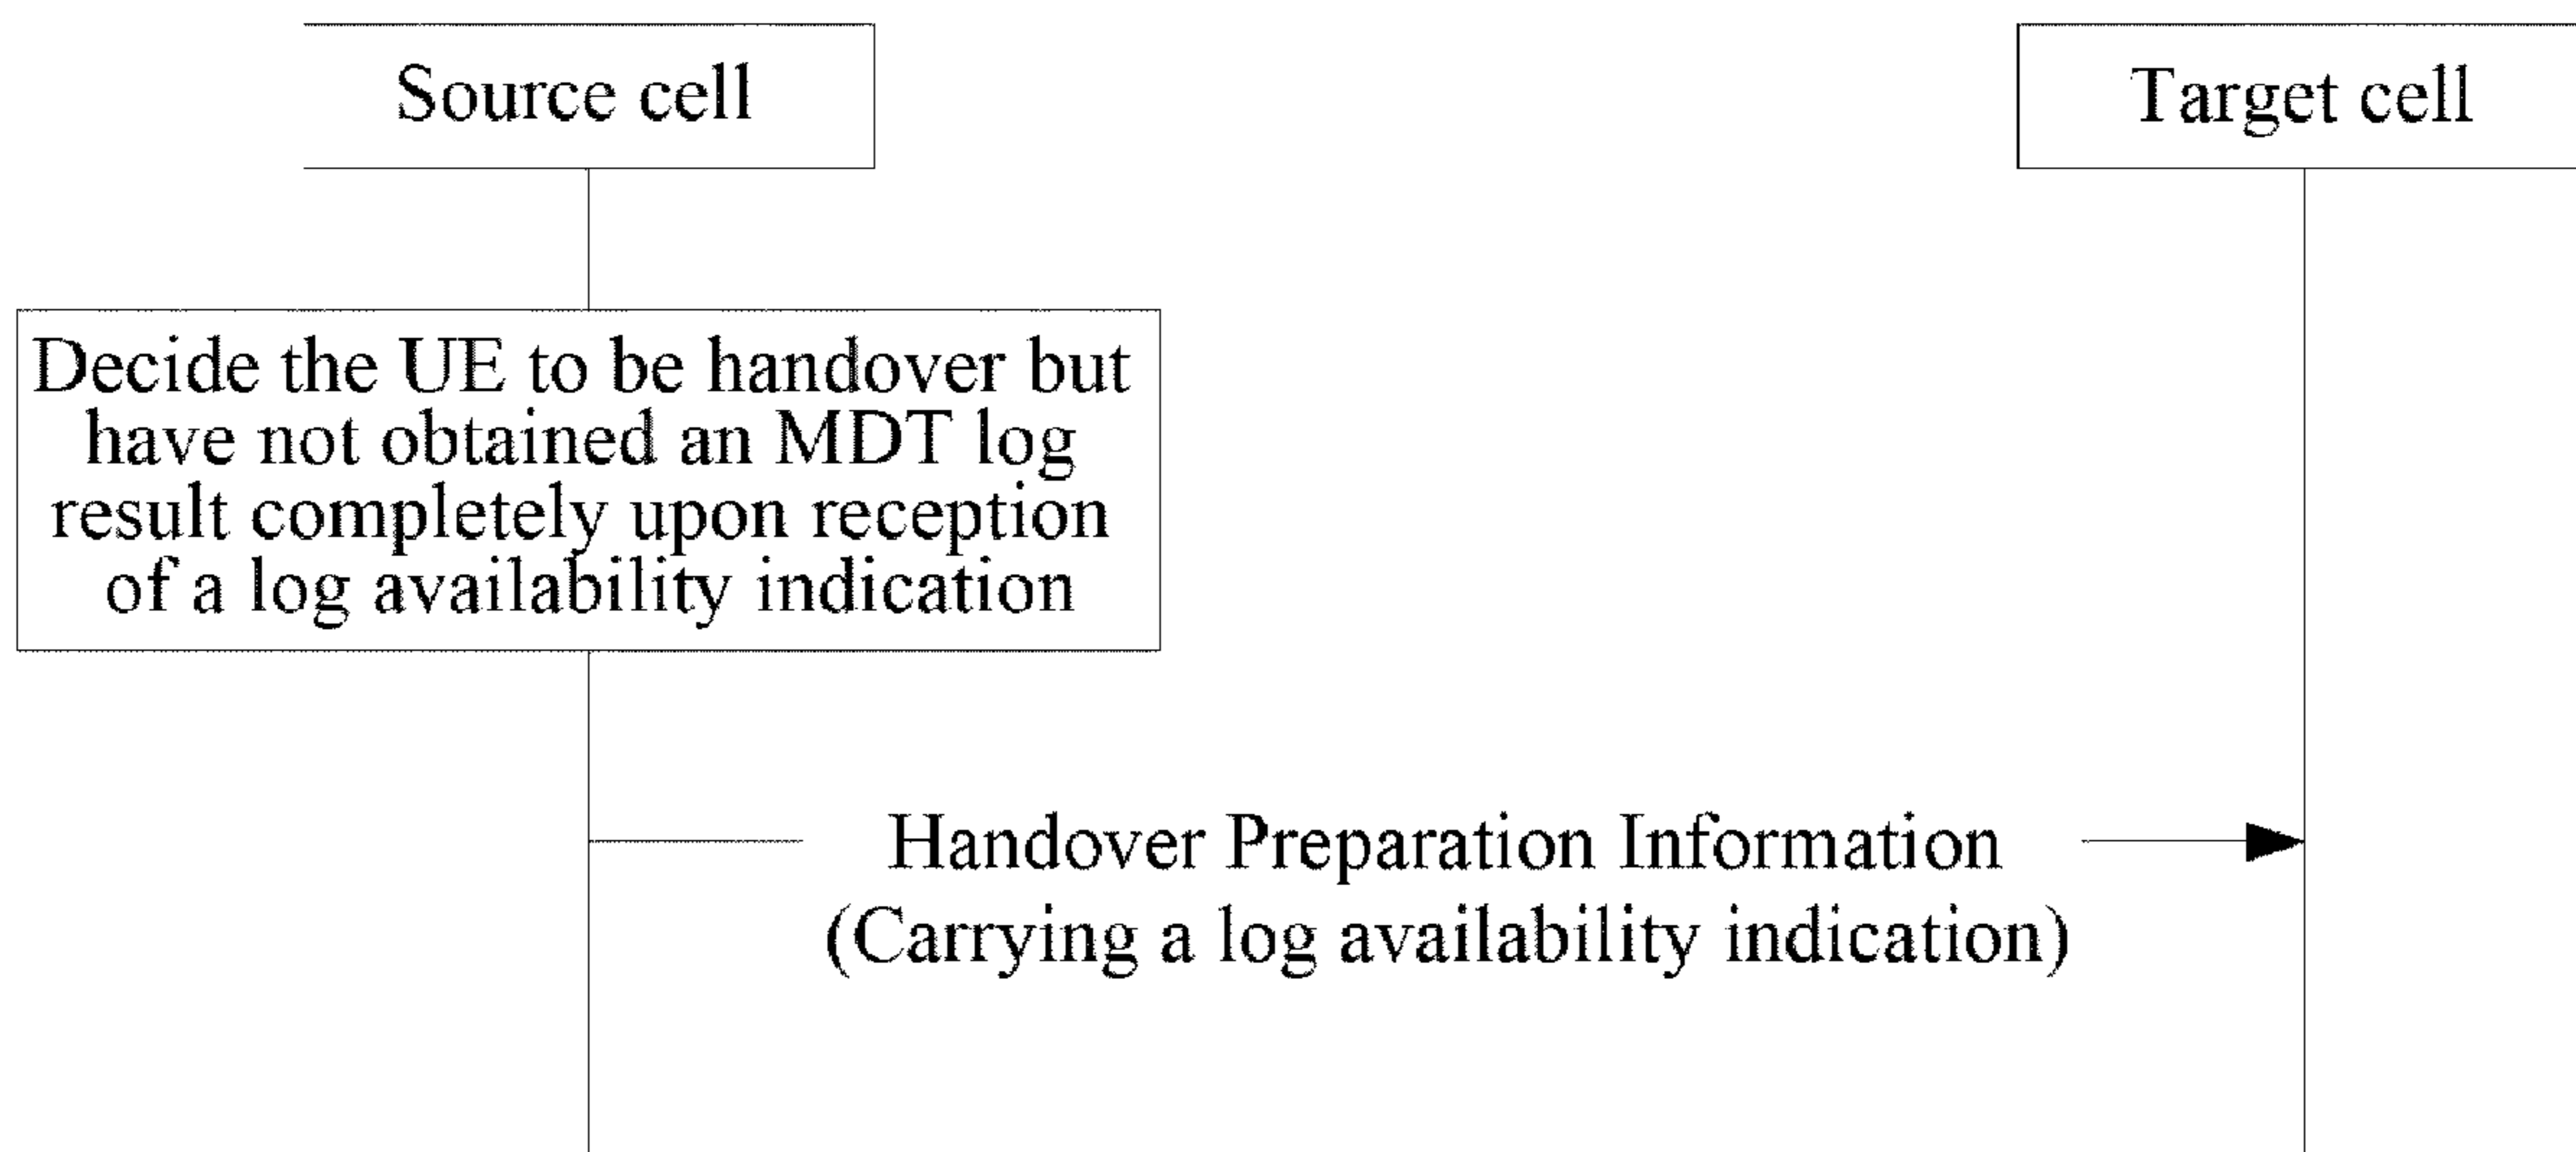 Source cell
Target cell
Decide the UE to be handover but
have not obtained an MDT log
result completely upon reception
of a log availability indication
Handover Preparation Information
(Carrying a log availability indication)